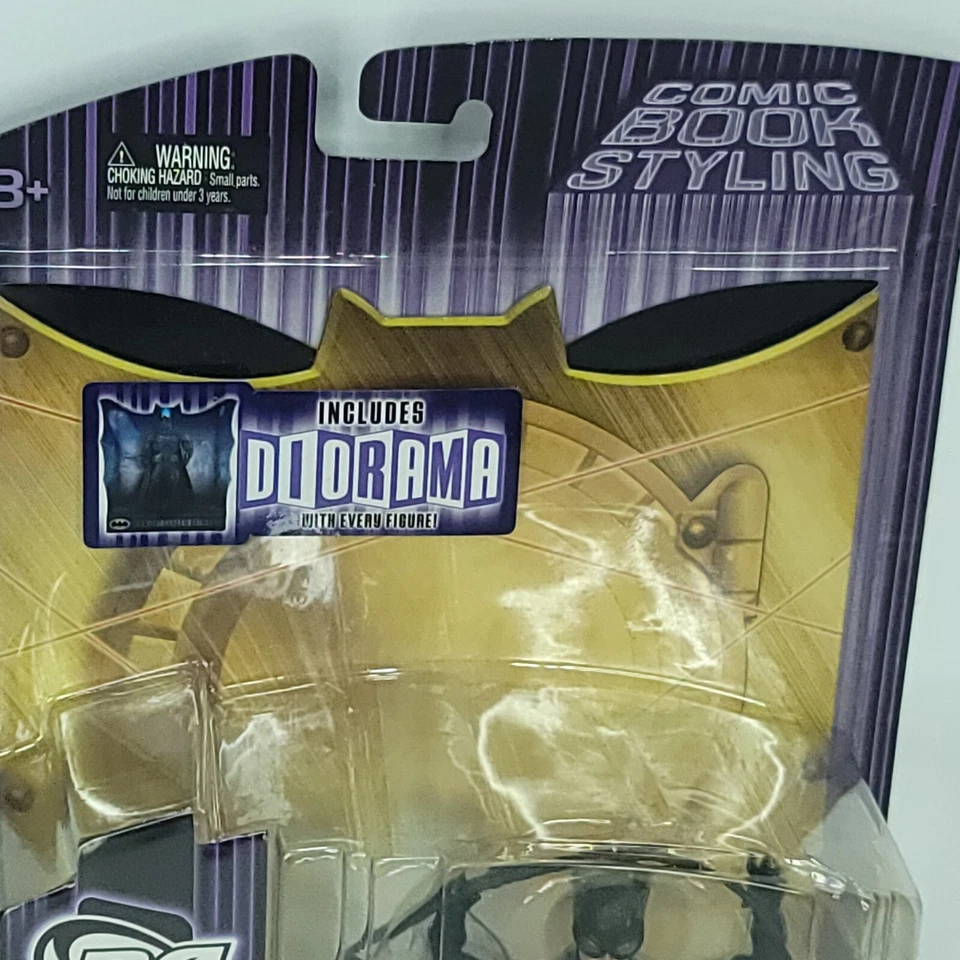 3+
WARNING:
CHOKING HAZARD - Small parts.
Not for children under 3 years.
COMIC
BOOK
STYLING
INCLUDES
DIORAMA
WITH EVERY FIGURE!